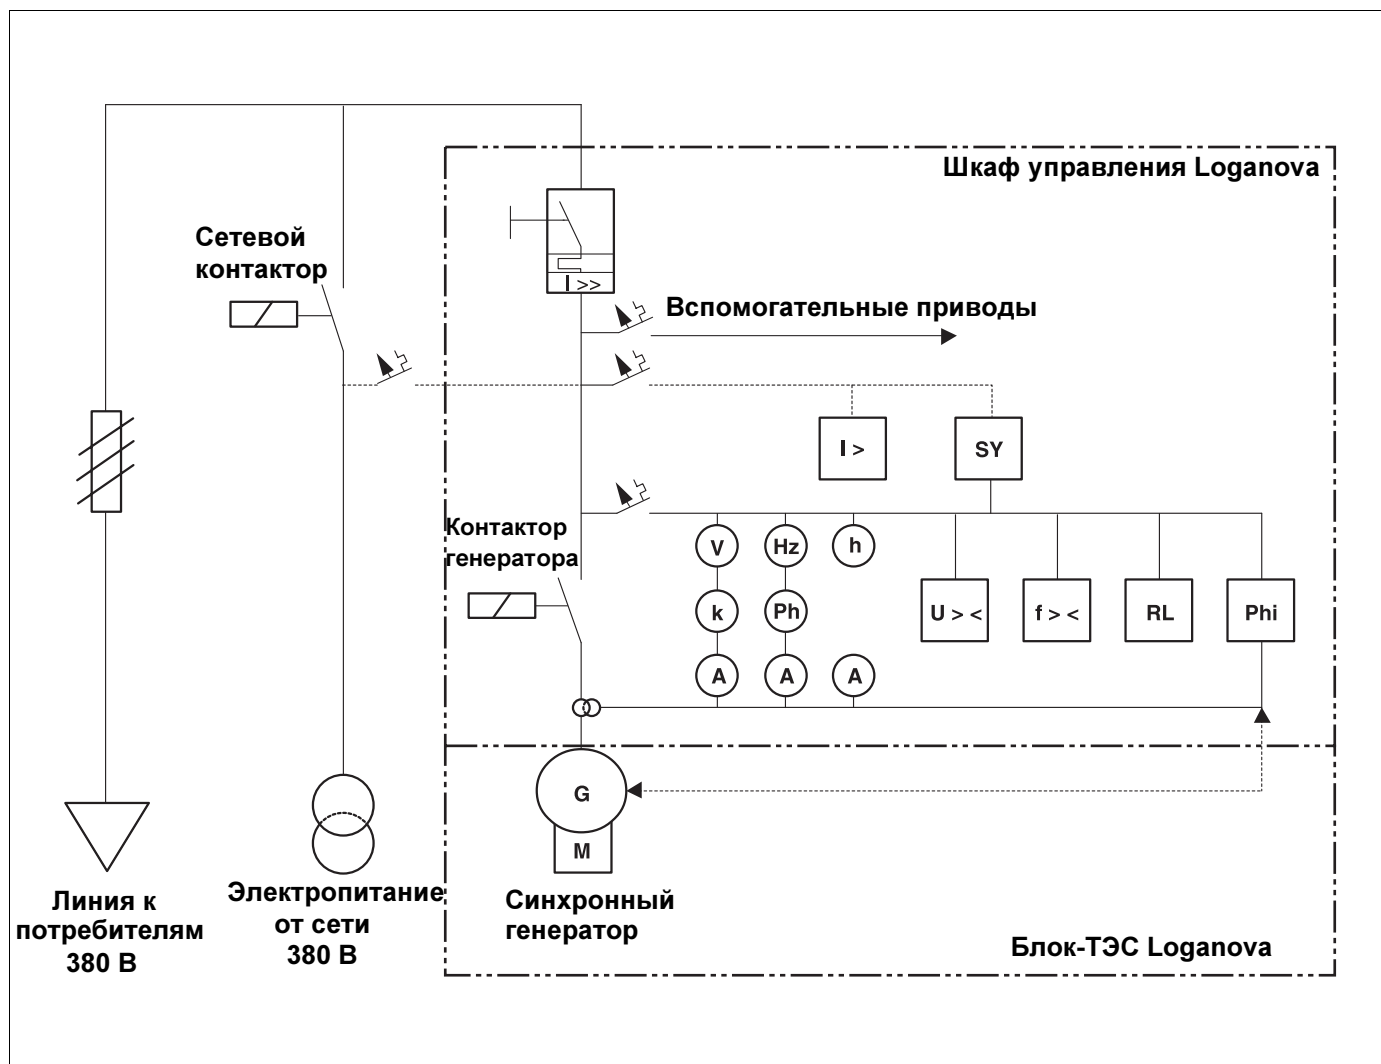 Шкаф управления Loganova
Сетевой
контактор
I >>
Вспомогательные приводы
I >
SY
Контактор
генератора
V
Hz
h
k
Ph
U > <
f > <
RL
Phi
A
A
A
G
M
Линия к
потребителям
380 В
Электропитание
от сети
380 В
Синхронный
генератор
Блок-ТЭС Loganova